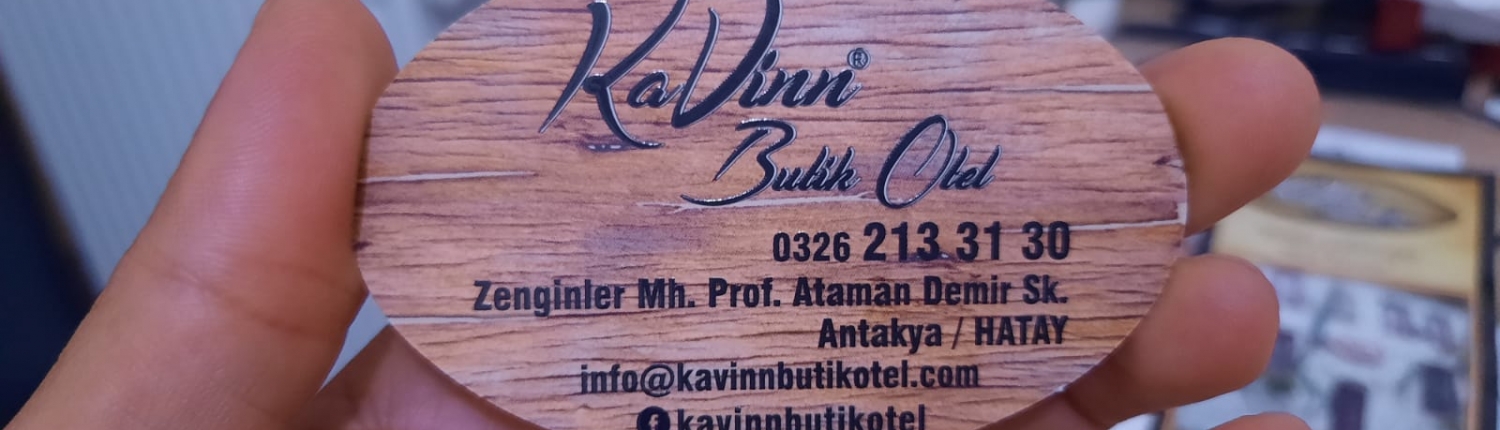 KaVinn®
Butik Otel
0326 213 31 30
Zenginler Mh. Prof. Ataman Demir Sk.
Antakya / HATAY
info@kavinnbutikotel.com
kavinnbutikotel